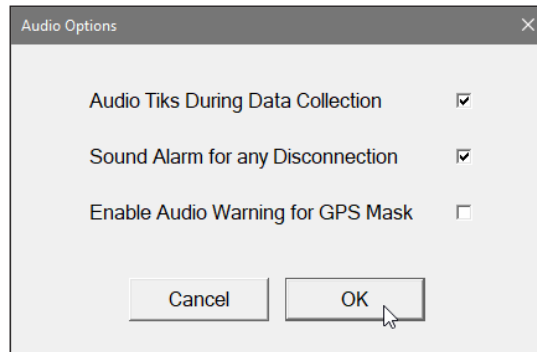 Audio Options
Audio Tiks During Data Collection
Sound Alarm for any Disconnection
Enable Audio Warning for GPS Mask
Cancel OK